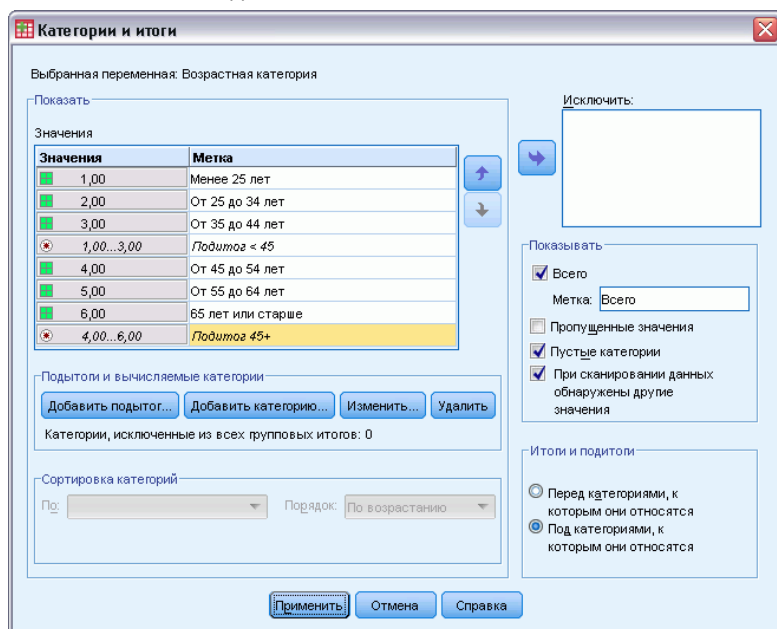 Категории и итоги
Выбранная переменная: Возрастная категория
Показать
Значения
Значения Метка
1,00 Менее 25 лет
2,00 От 25 до 34 лет
3,00 От 35 до 44 лет
1,00...3,00 Подитог < 45
4,00 От 45 до 54 лет
5,00 От 55 до 64 лет
6,00 65 лет или старше
4,00...6,00 Подитог 45+
Подытоги и вычисляемые категории
Добавить подытог... Добавить категорию... Изменить... Удалить
Категории, исключенные из всех групповых итогов: 0
Сортировка категорий
По: Порядок: По возрастанию
Исключить:
Показывать
Всего
Метка: Всего
Пропущенные значения
Пустые категории
При сканировании данных
обнаружены другие
значения
Итоги и подитоги
Перед категориями, к
которым они относятся
Под категориями, к
которым они относятся
Применить Отмена Справка